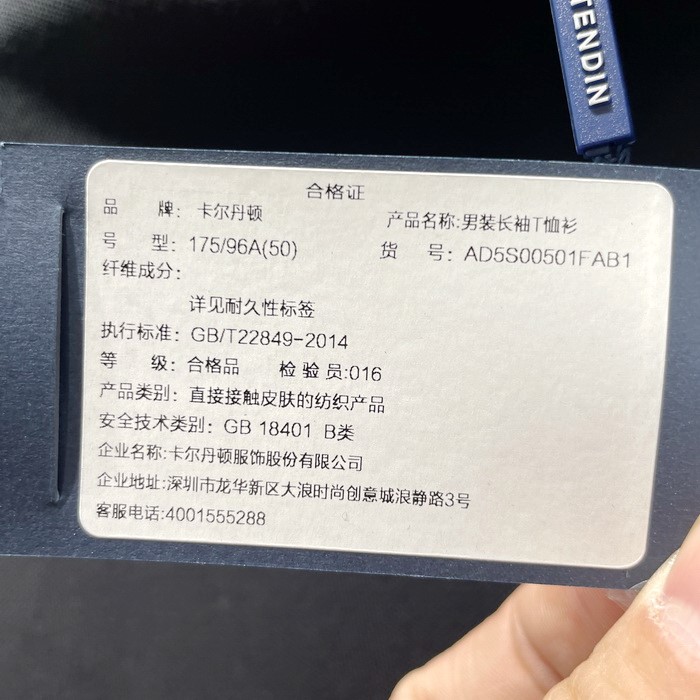 TENDIN
合格证
品 牌：卡尔丹顿
产品名称:男装长袖T恤衫
号 型：175/96A(50)
货 号：AD5S00501FAB1
纤维成分：
详见耐久性标签
执行标准：GB/T22849-2014
等 级：合格品 检验员:016
产品类别：直接接触皮肤的纺织产品
安全技术类别：GB 18401 B类
企业名称:卡尔丹顿服饰股份有限公司
企业地址:深圳市龙华新区大浪时尚创意城浪静路3号
客服电话:4001555288